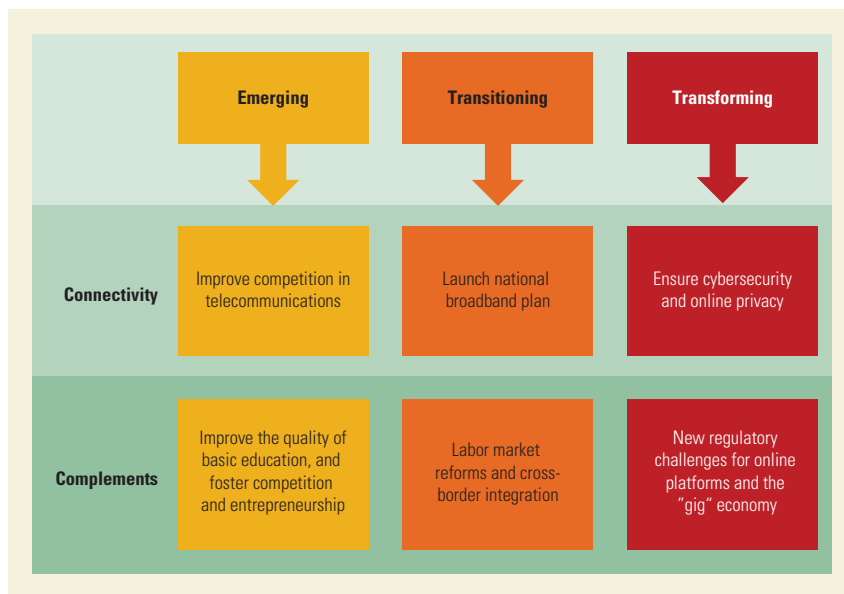 Emerging
Transitioning
Transforming
Connectivity
Improve competition in
telecommunications
Launch national
broadband plan
Ensure cybersecurity
and online privacy
Complements
Improve the quality of
basic education, and
foster competition
and entrepreneurship
Labor market
reforms and cross-
border integration
New regulatory
challenges for online
platforms and the
“gig“ economy